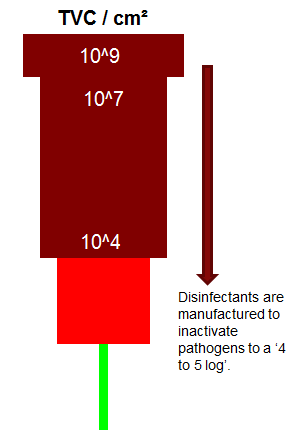 TVC / cm²
10^9
10^7
10^4
Disinfectants are
manufactured to
inactivate
pathogens to a ‘4
to 5 log’.